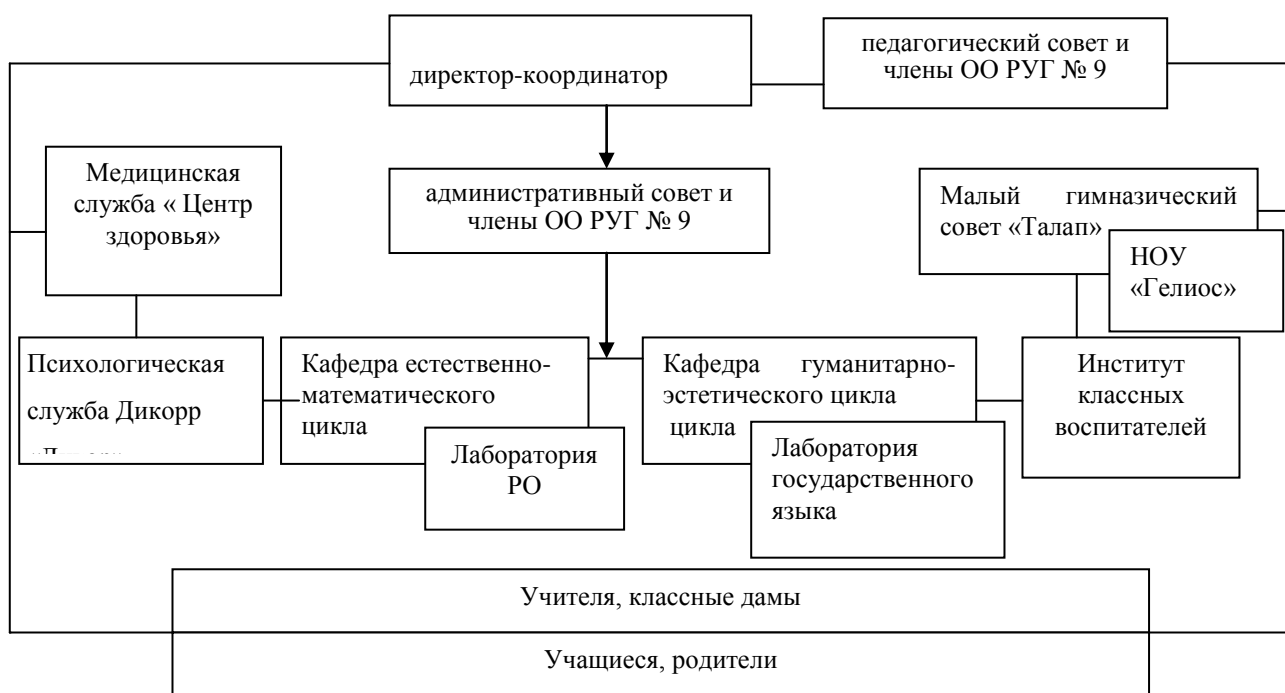 директор-координатор
педагогический совет и
члены ОО РУГ № 9
Медицинская
служба « Центр
здоровья»
административный совет и
члены ОО РУГ № 9
Малый гимназический
совет «Талап»
НОУ
«Гелиос»
Психологическая
служба Дикорр
Кафедра естественно-
математического
цикла
Лаборатория
РО
Кафедра гуманитарно-
эстетического цикла
цикла
Лаборатория
государственного
языка
Институт
классных
воспитателей
Учителя, классные дамы
Учащиеся, родители